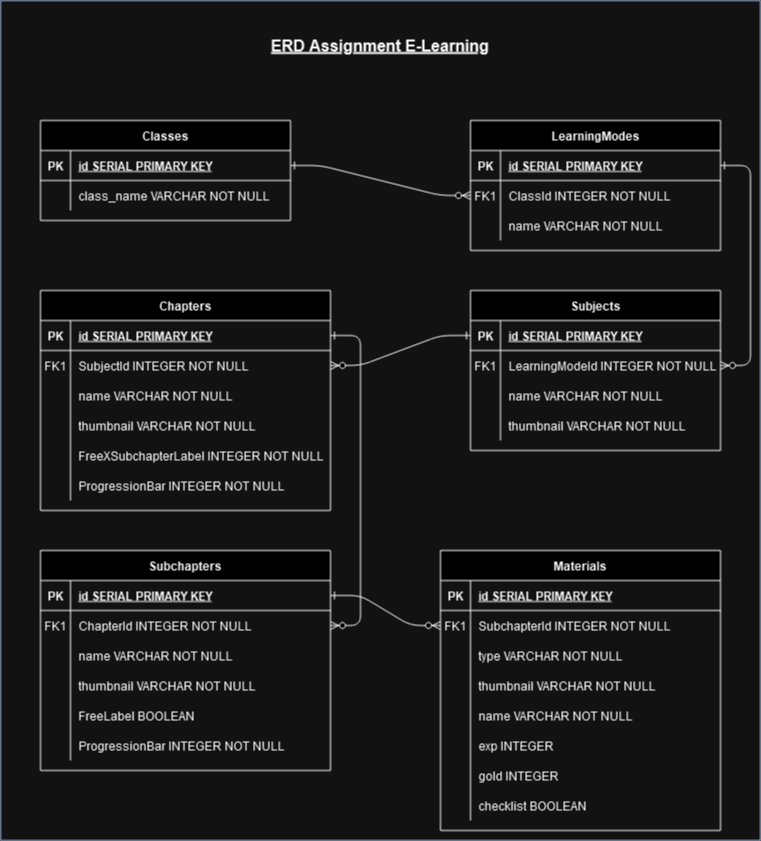 ERD Assignment E-Learning
Classes
PK id SERIAL PRIMARY KEY
class_name VARCHAR NOT NULL
LearningModes
PK id SERIAL PRIMARY KEY
FK1 ClassId INTEGER NOT NULL
name VARCHAR NOT NULL
Chapters
PK id SERIAL PRIMARY KEY
FK1 SubjectId INTEGER NOT NULL
name VARCHAR NOT NULL
thumbnail VARCHAR NOT NULL
FreeXSubchapterLabel INTEGER NOT NULL
ProgressionBar INTEGER NOT NULL
Subjects
PK id SERIAL PRIMARY KEY
FK1 LearningModeId INTEGER NOT NULL
name VARCHAR NOT NULL
thumbnail VARCHAR NOT NULL
Subchapters
PK id SERIAL PRIMARY KEY
FK1 ChapterId INTEGER NOT NULL
name VARCHAR NOT NULL
thumbnail VARCHAR NOT NULL
FreeLabel BOOLEAN
ProgressionBar INTEGER NOT NULL
Materials
PK id SERIAL PRIMARY KEY
FK1 SubchapterId INTEGER NOT NULL
type VARCHAR NOT NULL
thumbnail VARCHAR NOT NULL
name VARCHAR NOT NULL
exp INTEGER
gold INTEGER
checklist BOOLEAN